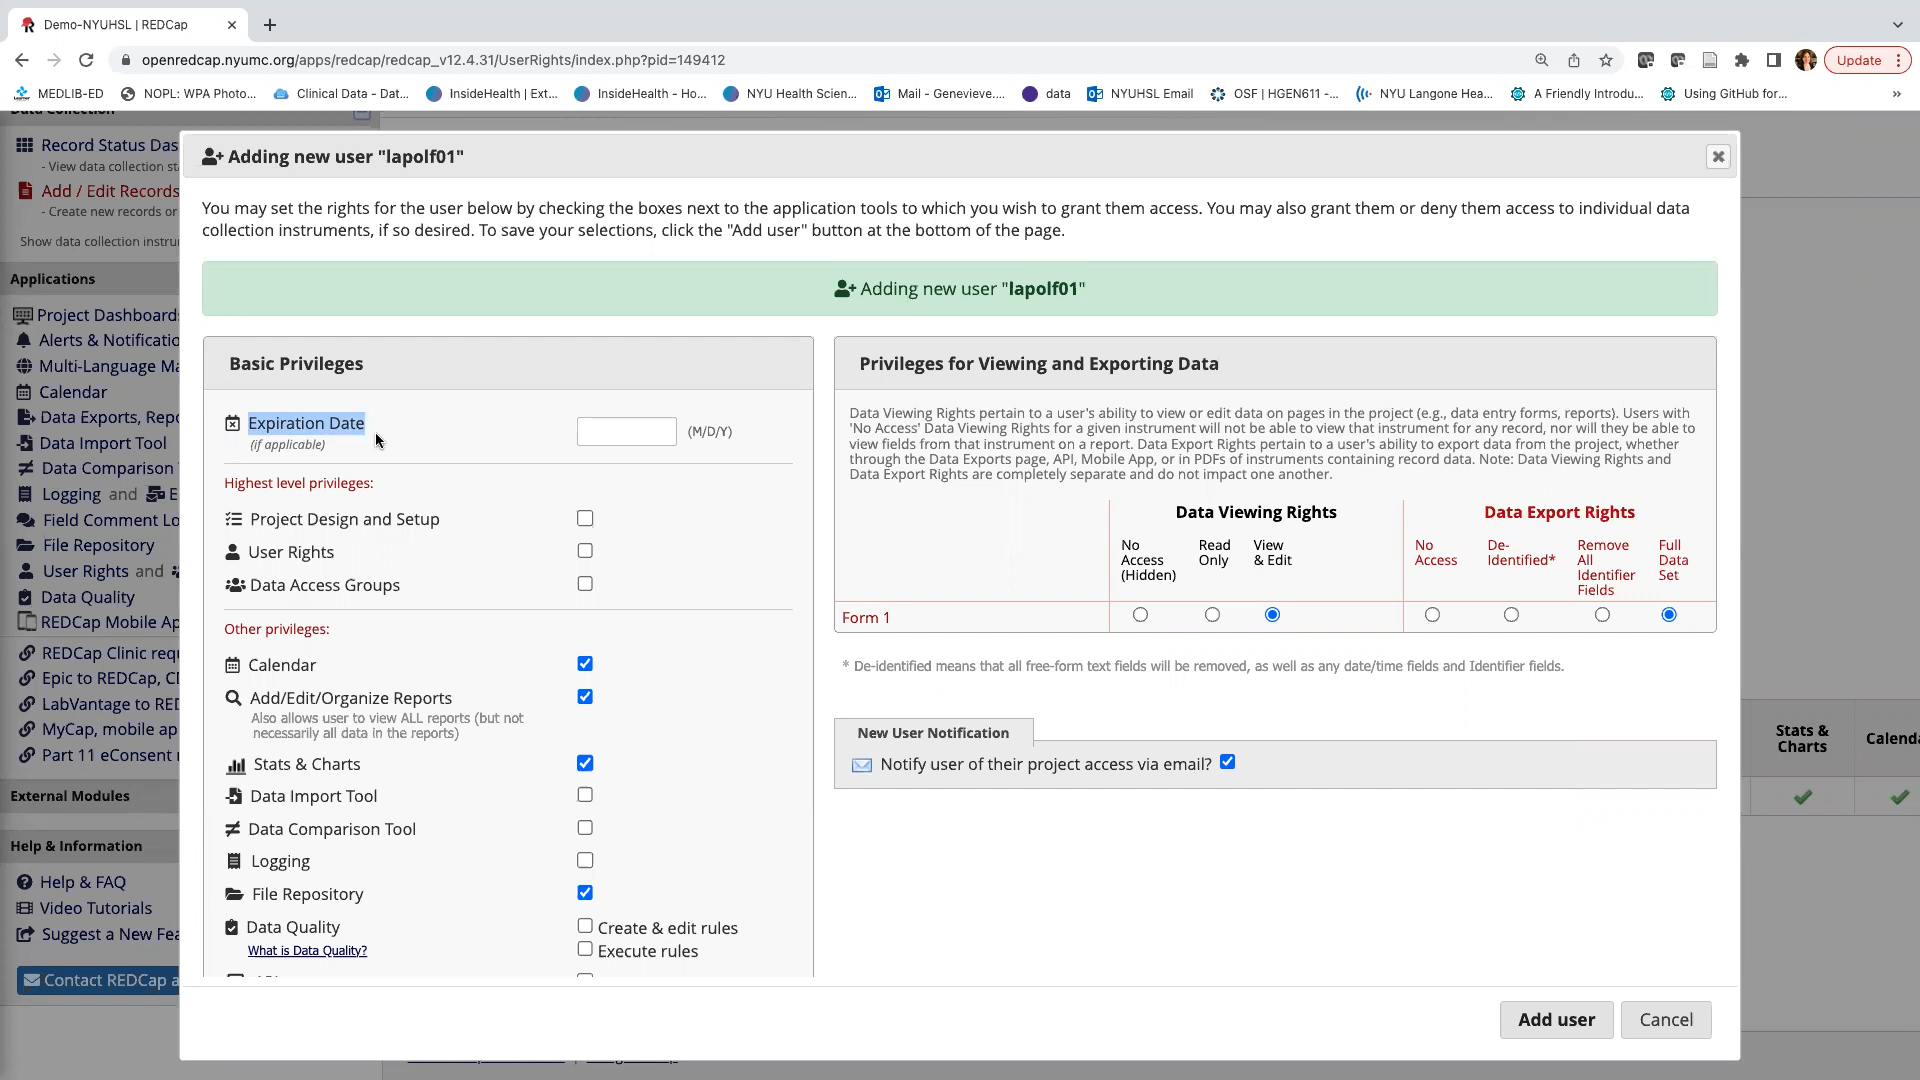 Demo-NYUHSL | REDCap
openredcap.nyumc.org/apps/redcap/redcap_v12.4.31/UserRights/index.php?pid=149412
Update
MEDLIB-ED
NOPL: WPA Photo...
Clinical Data - Dat...
InsideHealth | Ext...
InsideHealth - Ho...
NYU Health Scien...
Mail - Genevieve....
data
NYUHSL Email
OSF | HGEN611 -...
NYU Langone Hea...
A Friendly Introdu...
Using GitHub for...
Record Status Das
- View data collection st
Add / Edit Records
- Create new records or
Show data collection instru
Applications
Project Dashboard
Alerts & Notificatio
Multi-Language Ma
Calendar
Data Exports, Repo
Data Import Tool
Data Comparison
Logging and E
Field Comment Lo
File Repository
User Rights and
Data Quality
REDCap Mobile Ap
REDCap Clinic requ
Epic to REDCap, CD
LabVantage to RED
MyCap, mobile ap
Part 11 eConsent
External Modules
Help & Information
Help & FAQ
Video Tutorials
Suggest a New Fea
Contact REDCap a
Adding new user "lapolf01"
You may set the rights for the user below by checking the boxes next to the application tools to which you wish to grant them access. You may also grant them or deny them access to individual data
collection instruments, if so desired. To save your selections, click the "Add user" button at the bottom of the page.
Adding new user "lapolf01"
Basic Privileges
Expiration Date
(if applicable)
(M/D/Y)
Highest level privileges:
Project Design and Setup
User Rights
Data Access Groups
Other privileges:
Calendar
Add/Edit/Organize Reports
Also allows user to view ALL reports (but not
necessarily all data in the reports)
Stats & Charts
Data Import Tool
Data Comparison Tool
Logging
File Repository
Data Quality
What is Data Quality?
Create & edit rules
Execute rules
Privileges for Viewing and Exporting Data
Data Viewing Rights pertain to a user's ability to view or edit data on pages in the project (e.g., data entry forms, reports). Users with
'No Access' Data Viewing Rights for a given instrument will not be able to view that instrument for any record, nor will they be able to
view fields from that instrument on a report. Data Export Rights pertain to a user's ability to export data from the project, whether
through the Data Exports page, API, Mobile App, or in PDFs of instruments containing record data. Note: Data Viewing Rights and
Data Export Rights are completely separate and do not impact one another.
Data Viewing Rights
Data Export Rights
No
Access
(Hidden)
Read
Only
View
& Edit
No
Access
De-
Identified*
Remove
All
Identifier
Fields
Full
Data
Set
Form 1
* De-identified means that all free-form text fields will be removed, as well as any date/time fields and Identifier fields.
New User Notification
Notify user of their project access via email?
Stats &
Charts
Calenda
Add user
Cancel